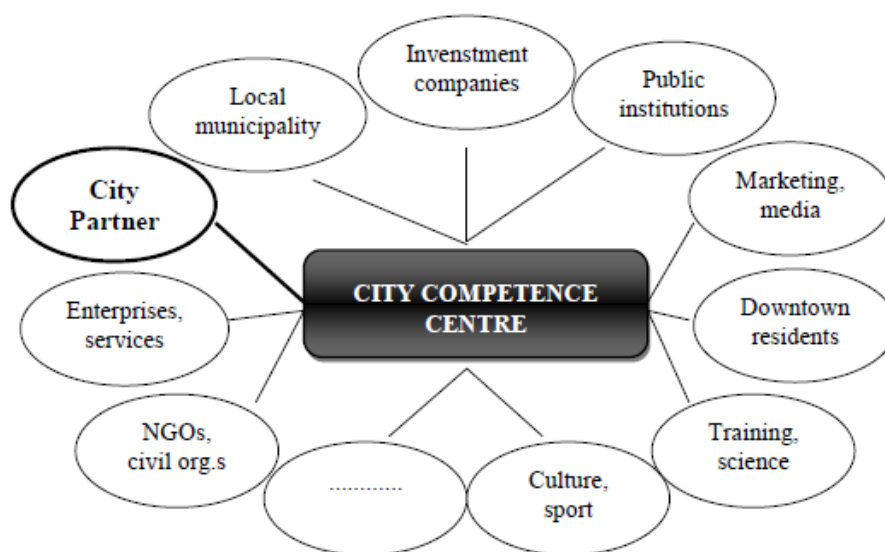 Invenstment
companies
Local
municipality
Public
institutions
City
Partner
Marketing,
media
CITY COMPETENCE
CENTRE
Enterprises,
services
Downtown
residents
NGOs,
civil org.s
.............
Culture,
sport
Training,
science